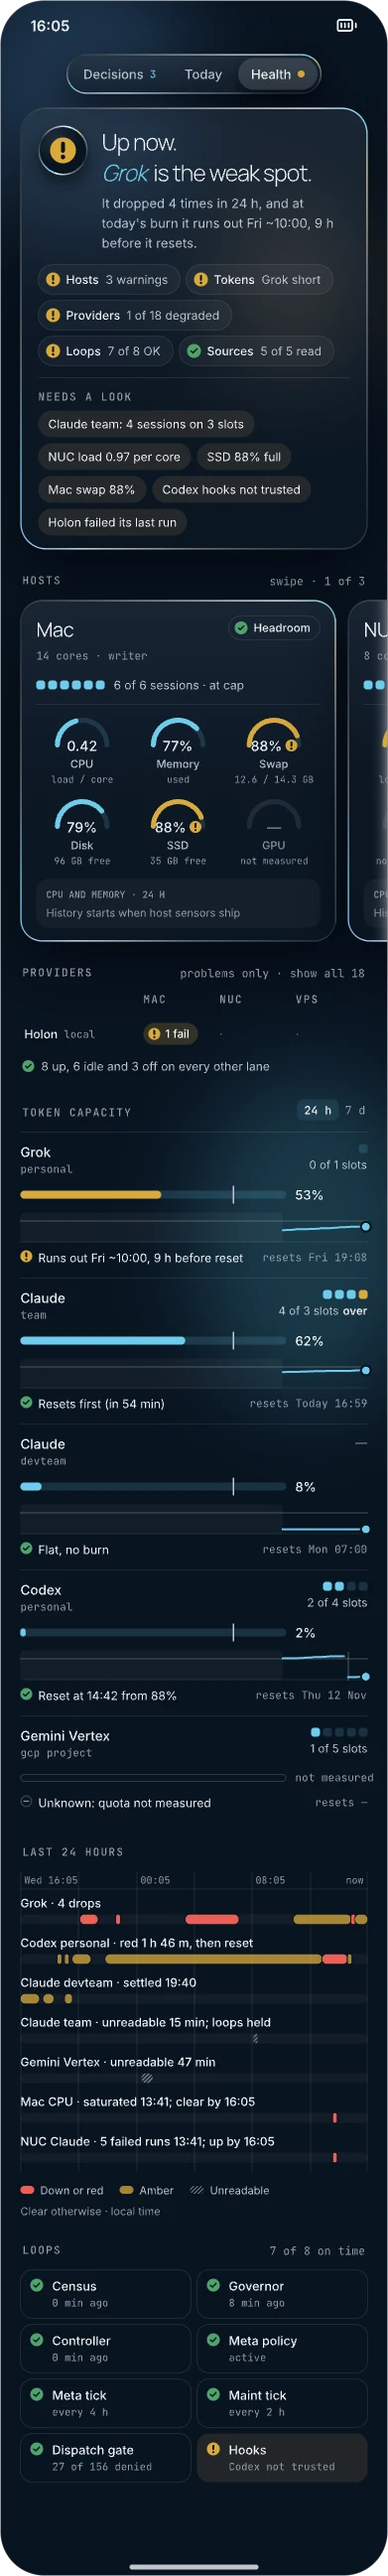 16:05
Decisions 3 Today Health
Up now.
Grok is the weak spot.
It dropped 4 times in 24 h, and at
today's burn it runs out Fri ~10:00, 9 h
before it resets.
Hosts 3 warnings Tokens Grok short
Providers 1 of 18 degraded
Loops 7 of 8 OK Sources 5 of 5 read
NEEDS A LOOK
Claude team: 4 sessions on 3 slots
NUC load 0.97 per core SSD 88% full
Mac swap 88% Codex hooks not trusted
Holon failed its last run
HOSTS swipe · 1 of 3
Mac Headroom NU
14 cores · writer 8 c
6 of 6 sessions · at cap
0.42 77% 88%
CPU Memory Swap
load / core used 12.6 / 14.3 GB
79% 88% —
Disk SSD GPU
96 GB free 35 GB free not measured
CPU AND MEMORY · 24 H
History starts when host sensors ship
PROVIDERS problems only · show all 18
MAC NUC VPS
Holon local 1 fail · ·
8 up, 6 idle and 3 off on every other lane
TOKEN CAPACITY 24 h 7 d
Grok
personal 0 of 1 slots
53%
Runs out Fri ~10:00, 9 h before reset resets Fri 19:08
Claude
team 4 of 3 slots over
62%
Resets first (in 54 min) resets Today 16:59
Claude —
devteam
8%
Flat, no burn resets Mon 07:00
Codex
personal 2 of 4 slots
2%
Reset at 14:42 from 88% resets Thu 12 Nov
Gemini Vertex
gcp project 1 of 5 slots
not measured
Unknown: quota not measured resets —
LAST 24 HOURS
Wed 16:05 00:05 08:05 now
Grok · 4 drops
Codex personal · red 1 h 46 m, then reset
Claude devteam · settled 19:40
Claude team · unreadable 15 min; loops held
Gemini Vertex · unreadable 47 min
Mac CPU · saturated 13:41; clear by 16:05
NUC Claude · 5 failed runs 13:41; up by 16:05
Down or red Amber Unreadable
Clear otherwise · local time
LOOPS 7 of 8 on time
Census Governor
0 min ago 8 min ago
Controller Meta policy
0 min ago active
Meta tick Maint tick
every 4 h every 2 h
Dispatch gate Hooks
27 of 156 denied Codex not trusted